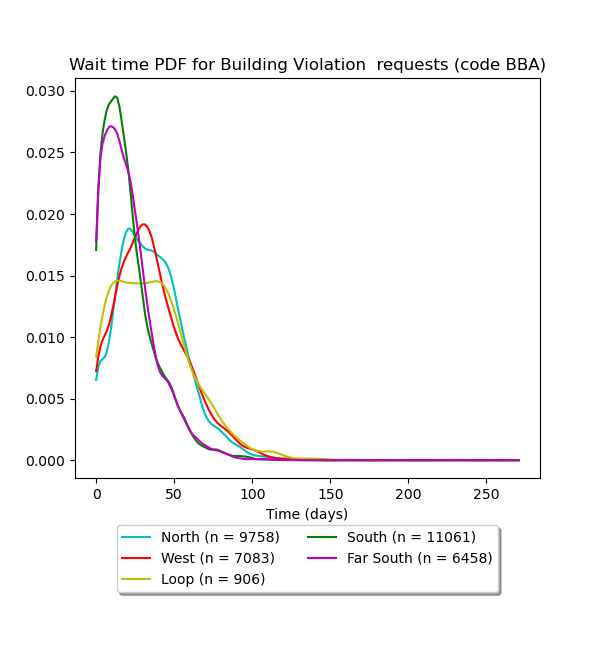 Wait time PDF for Building Violation  requests (code BBA)
0.030
0.025
0.020
0.015
0.010
0.005
0.000
0 50 100 150 200 250
Time (days)
North (n = 9758) South (n = 11061)
West (n = 7083) Far South (n = 6458)
Loop (n = 906)